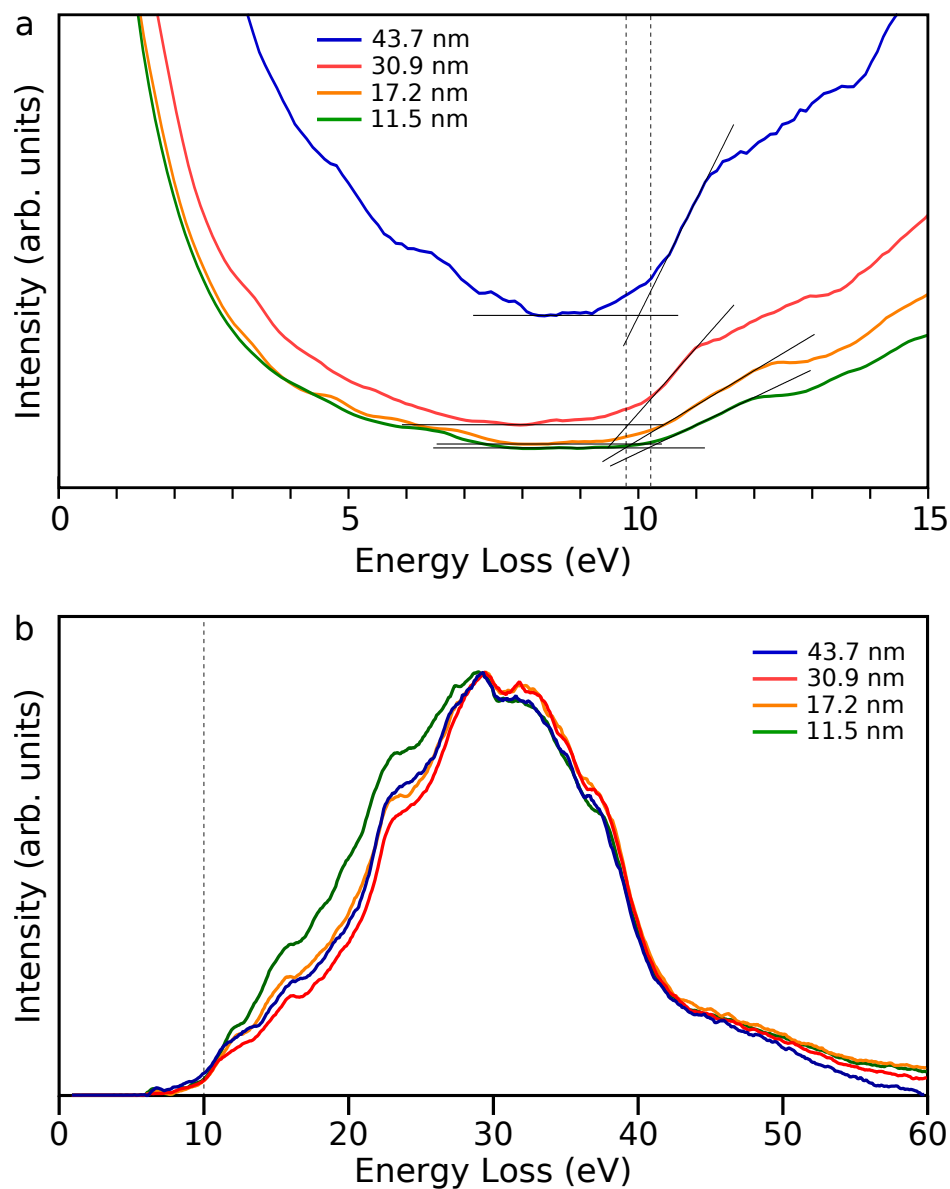 a
43.7 nm
30.9 nm
17.2 nm
11.5 nm
Intensity (arb. units)
0 5 10 15
Energy Loss (eV)
b
43.7 nm
30.9 nm
17.2 nm
11.5 nm
Intensity (arb. units)
0 10 20 30 40 50 60
Energy Loss (eV)